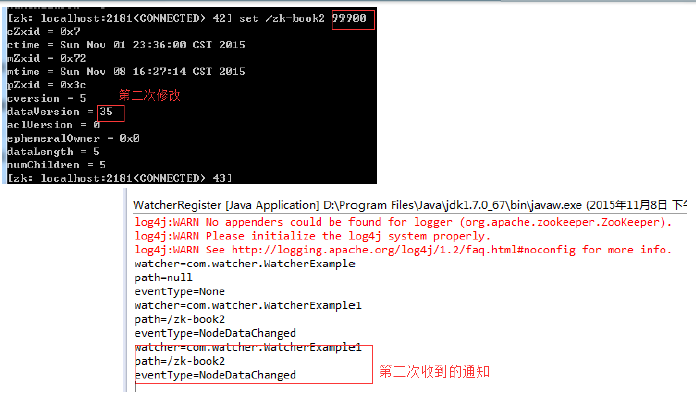 [zk: localhost:2181(CONNECTED) 42] set /zk-book2 99900
cZxid = 0x7
ctime = Sun Nov 01 23:36:00 CST 2015
mZxid = 0x72
mtime = Sun Nov 08 16:27:14 CST 2015
pZxid = 0x3c
cversion = 5
第二次修改
dataVersion = 35
aclVersion = 0
ephemeralOwner = 0x0
dataLength = 5
numChildren = 5
[zk: localhost:2181(CONNECTED) 43]
WatcherRegister [Java Application] D:\Program Files\Java\jdk1.7.0_67\bin\javaw.exe (2015年11月8日 下午
log4j:WARN No appenders could be found for logger (org.apache.zookeeper.ZooKeeper).
log4j:WARN Please initialize the log4j system properly.
log4j:WARN See http://logging.apache.org/log4j/1.2/faq.html#noconfig for more info.
watcher=com.watcher.WatcherExample
path=null
eventType=None
watcher=com.watcher.WatcherExample1
path=/zk-book2
eventType=NodeDataChanged
watcher=com.watcher.WatcherExample1
path=/zk-book2
第二次收到的通知
eventType=NodeDataChanged